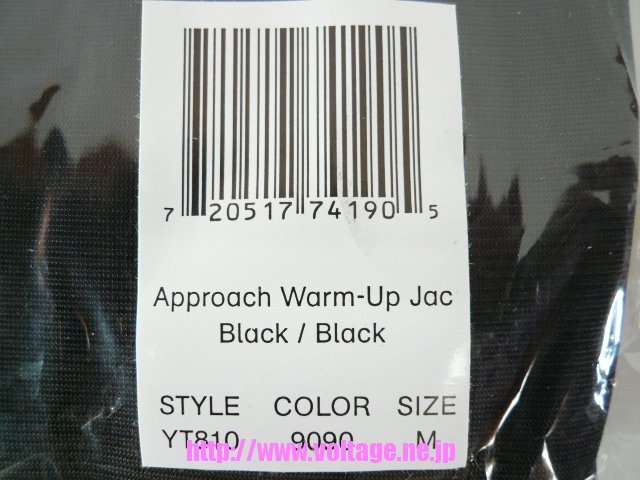 7 20517 74190 5
Approach Warm-Up Jac
Black / Black
STYLE COLOR SIZE
YT810 9090 M
http://www.voltage.ne.jp